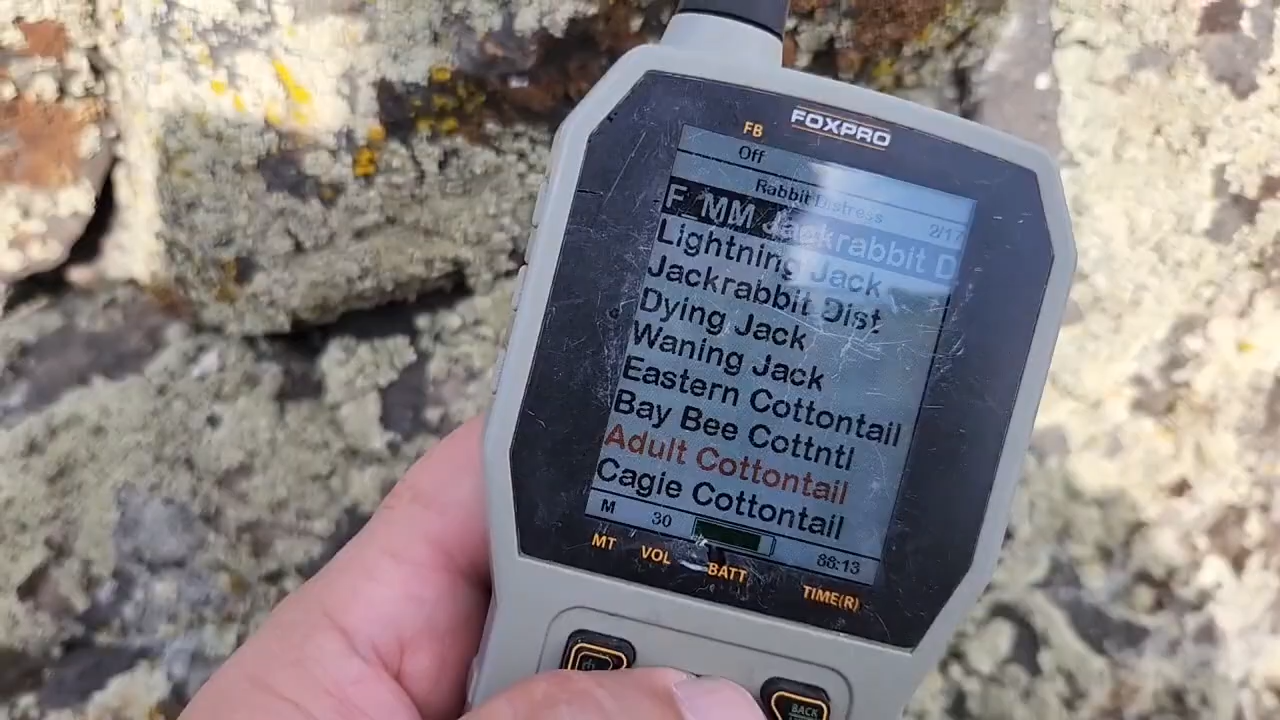 FOXPRO
FB
Off
Rabbit Distress
2/17
F_MM Jackrabbit D
Lightning Jack
Jackrabbit Dist
Dying Jack
Waning Jack
Eastern Cottontail
Bay Bee Cottntl
Adult Cottontail
Cagie Cottontail
M 30 88:13
MT VOL BATT TIME(R)
BACK